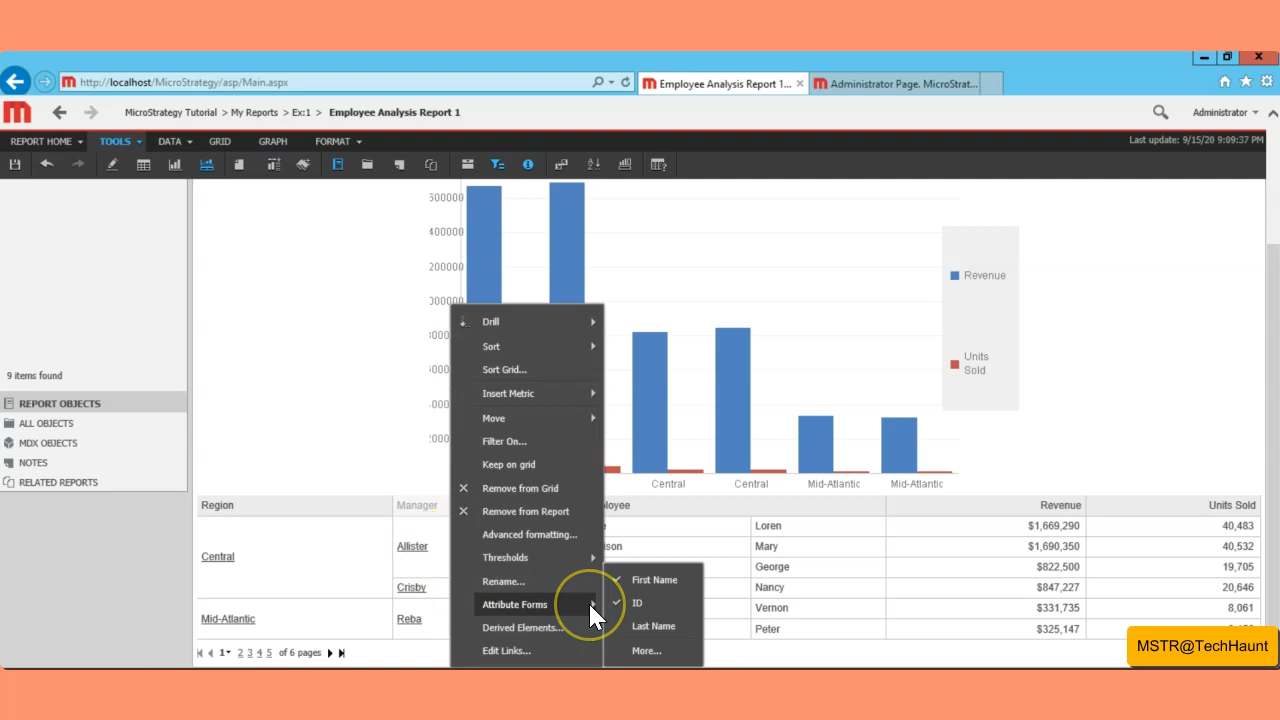 http://localhost/MicroStrategy/asp/Main.aspx
Employee Analysis Report 1...
Administrator Page. MicroStrat...
MicroStrategy Tutorial > My Reports > Ex:1 > Employee Analysis Report 1
Administrator
REPORT HOME TOOLS DATA GRID GRAPH FORMAT
Last update: 9/15/20 9:09:37 PM
600000
400000
200000
Revenue
Units
Sold
Central Central Mid-Atlantic Mid-Atlantic
9 items found
REPORT OBJECTS
ALL OBJECTS
MDX OBJECTS
NOTES
RELATED REPORTS
Drill
Sort
Sort Grid...
Insert Metric
Move
Filter On...
Keep on grid
Remove from Grid
Remove from Report
Advanced formatting...
Thresholds
Rename...
Attribute Forms
Derived Elements...
Edit Links...
First Name
ID
Last Name
More...
Region Manager Revenue Units Sold
Loren $1,669,290 40,483
Central Allister Mary $1,690,350 40,532
George $822,500 19,705
Crisby Nancy $847,227 20,646
Mid-Atlantic Reba Vernon $331,735 8,061
Peter $325,147
1 2 3 4 5 of 6 pages
MSTR@TechHaunt